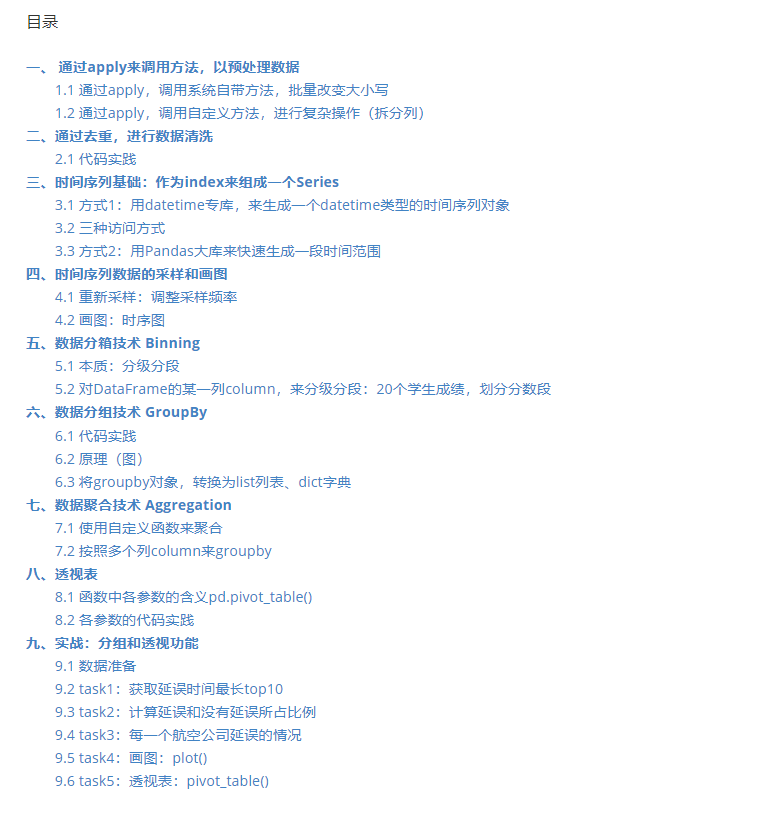 目录
一、 通过apply来调用方法，以预处理数据
1.1 通过apply，调用系统自带方法，批量改变大小写
1.2 通过apply，调用自定义方法，进行复杂操作（拆分列）
二、通过去重，进行数据清洗
2.1 代码实践
三、时间序列基础：作为index来组成一个Series
3.1 方式1：用datetime专库，来生成一个datetime类型的时间序列对象
3.2 三种访问方式
3.3 方式2：用Pandas大库来快速生成一段时间范围
四、时间序列数据的采样和画图
4.1 重新采样：调整采样频率
4.2 画图：时序图
五、数据分箱技术 Binning
5.1 本质：分级分段
5.2 对DataFrame的某一列column，来分级分段：20个学生成绩，划分分数段
六、数据分组技术 GroupBy
6.1 代码实践
6.2 原理（图）
6.3 将groupby对象，转换为list列表、dict字典
七、数据聚合技术 Aggregation
7.1 使用自定义函数来聚合
7.2 按照多个列column来groupby
八、透视表
8.1 函数中各参数的含义pd.pivot_table()
8.2 各参数的代码实践
九、实战：分组和透视功能
9.1 数据准备
9.2 task1：获取延误时间最长top10
9.3 task2：计算延误和没有延误所占比例
9.4 task3：每一个航空公司延误的情况
9.5 task4：画图：plot()
9.6 task5：透视表：pivot_table()